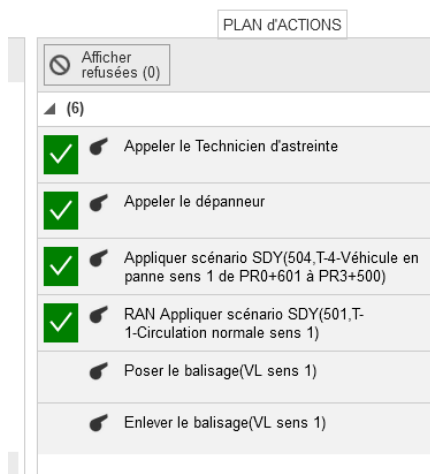 PLAN d'ACTIONS
Afficher
refusées (0)
(6)
Appeler le Technicien d'astreinte
Appeler le dépanneur
Appliquer scénario SDY(504,T-4-Véhicule en
panne sens 1 de PR0+601 à PR3+500)
RAN Appliquer scénario SDY(501,T-
1-Circulation normale sens 1)
Poser le balisage(VL sens 1)
Enlever le balisage(VL sens 1)